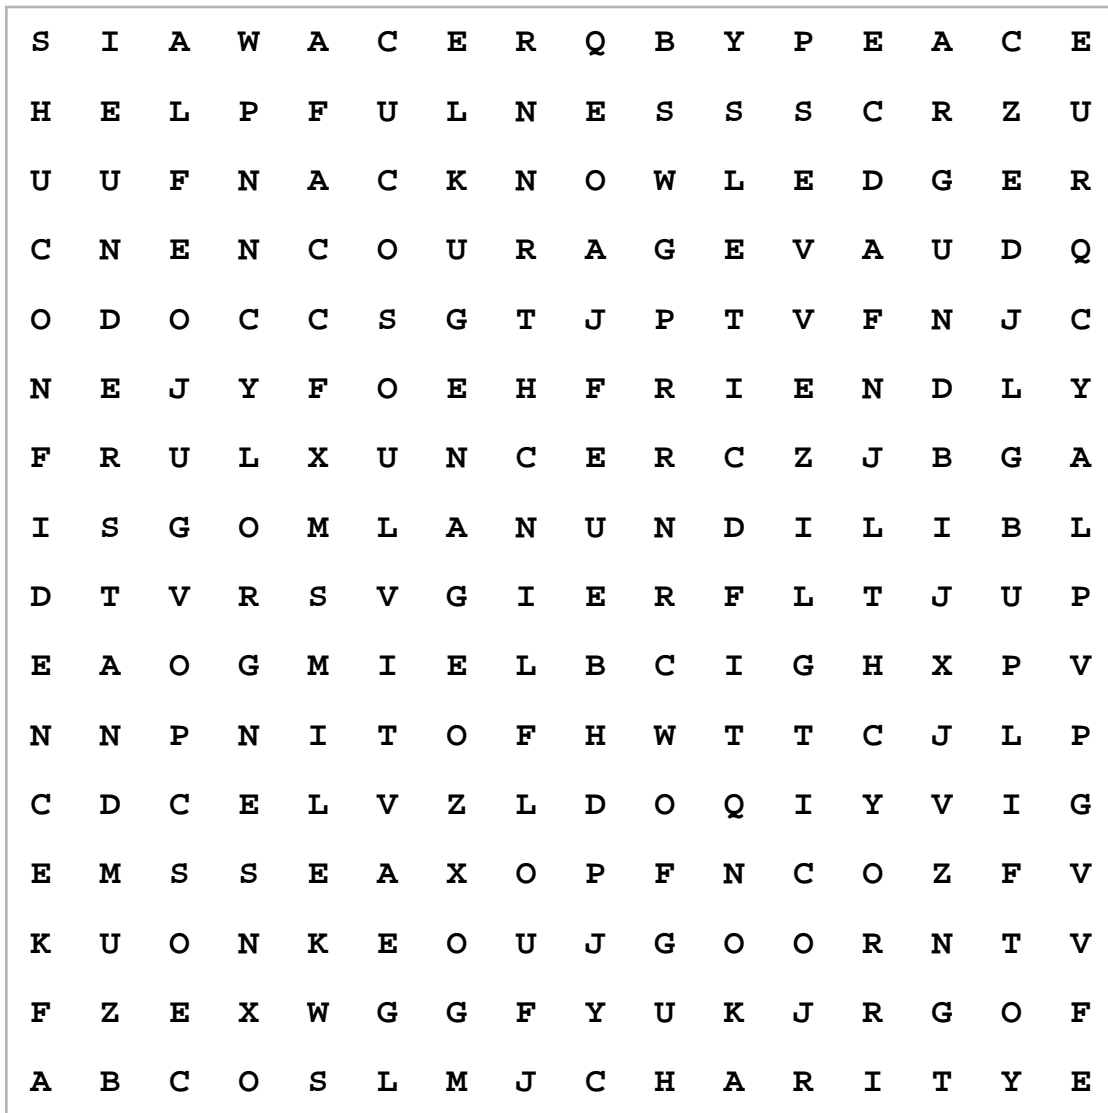 S I A W A C E R Q B Y P E A C E
H E L P F U L N E S S S C R Z U
U U F N A C K N O W L E D G E R
C N E N C O U R A G E V A U D Q
O D O C C S G T J P T V F N J C
N E J Y F O E H F R I E N D L Y
F R U L X U N C E R C Z J B G A
I S G O M L A N U N D I L I B L
D T V R S V G I E R F L T J U P
E A O G M I E L B C I G H X P V
N N P N I T O F H W T T C J L P
C D C E L V Z L D O Q I Y V I G
E M S S E A X O P F N C O Z F V
K U O N K E O U J G O O R N T V
F Z E X W G G F Y U K J R G O F
A B C O S L M J C H A R I T Y E